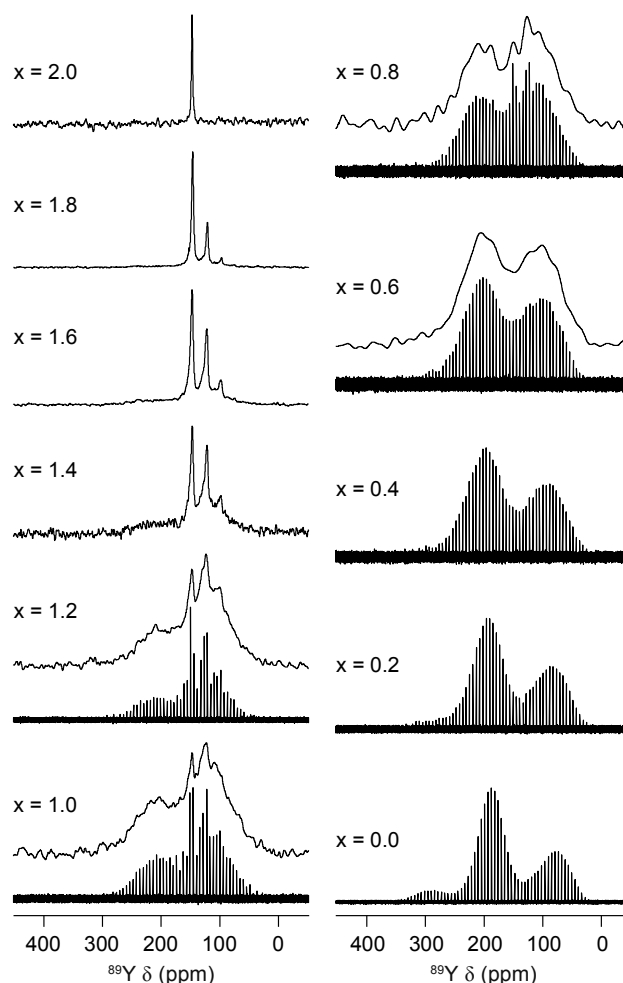 x = 2.0
x = 1.8
x = 1.6
x = 1.4
x = 1.2
x = 1.0
400 300 200 100 0
⁸⁹Y δ (ppm)
x = 0.8
x = 0.6
x = 0.4
x = 0.2
x = 0.0
400 300 200 100 0
⁸⁹Y δ (ppm)